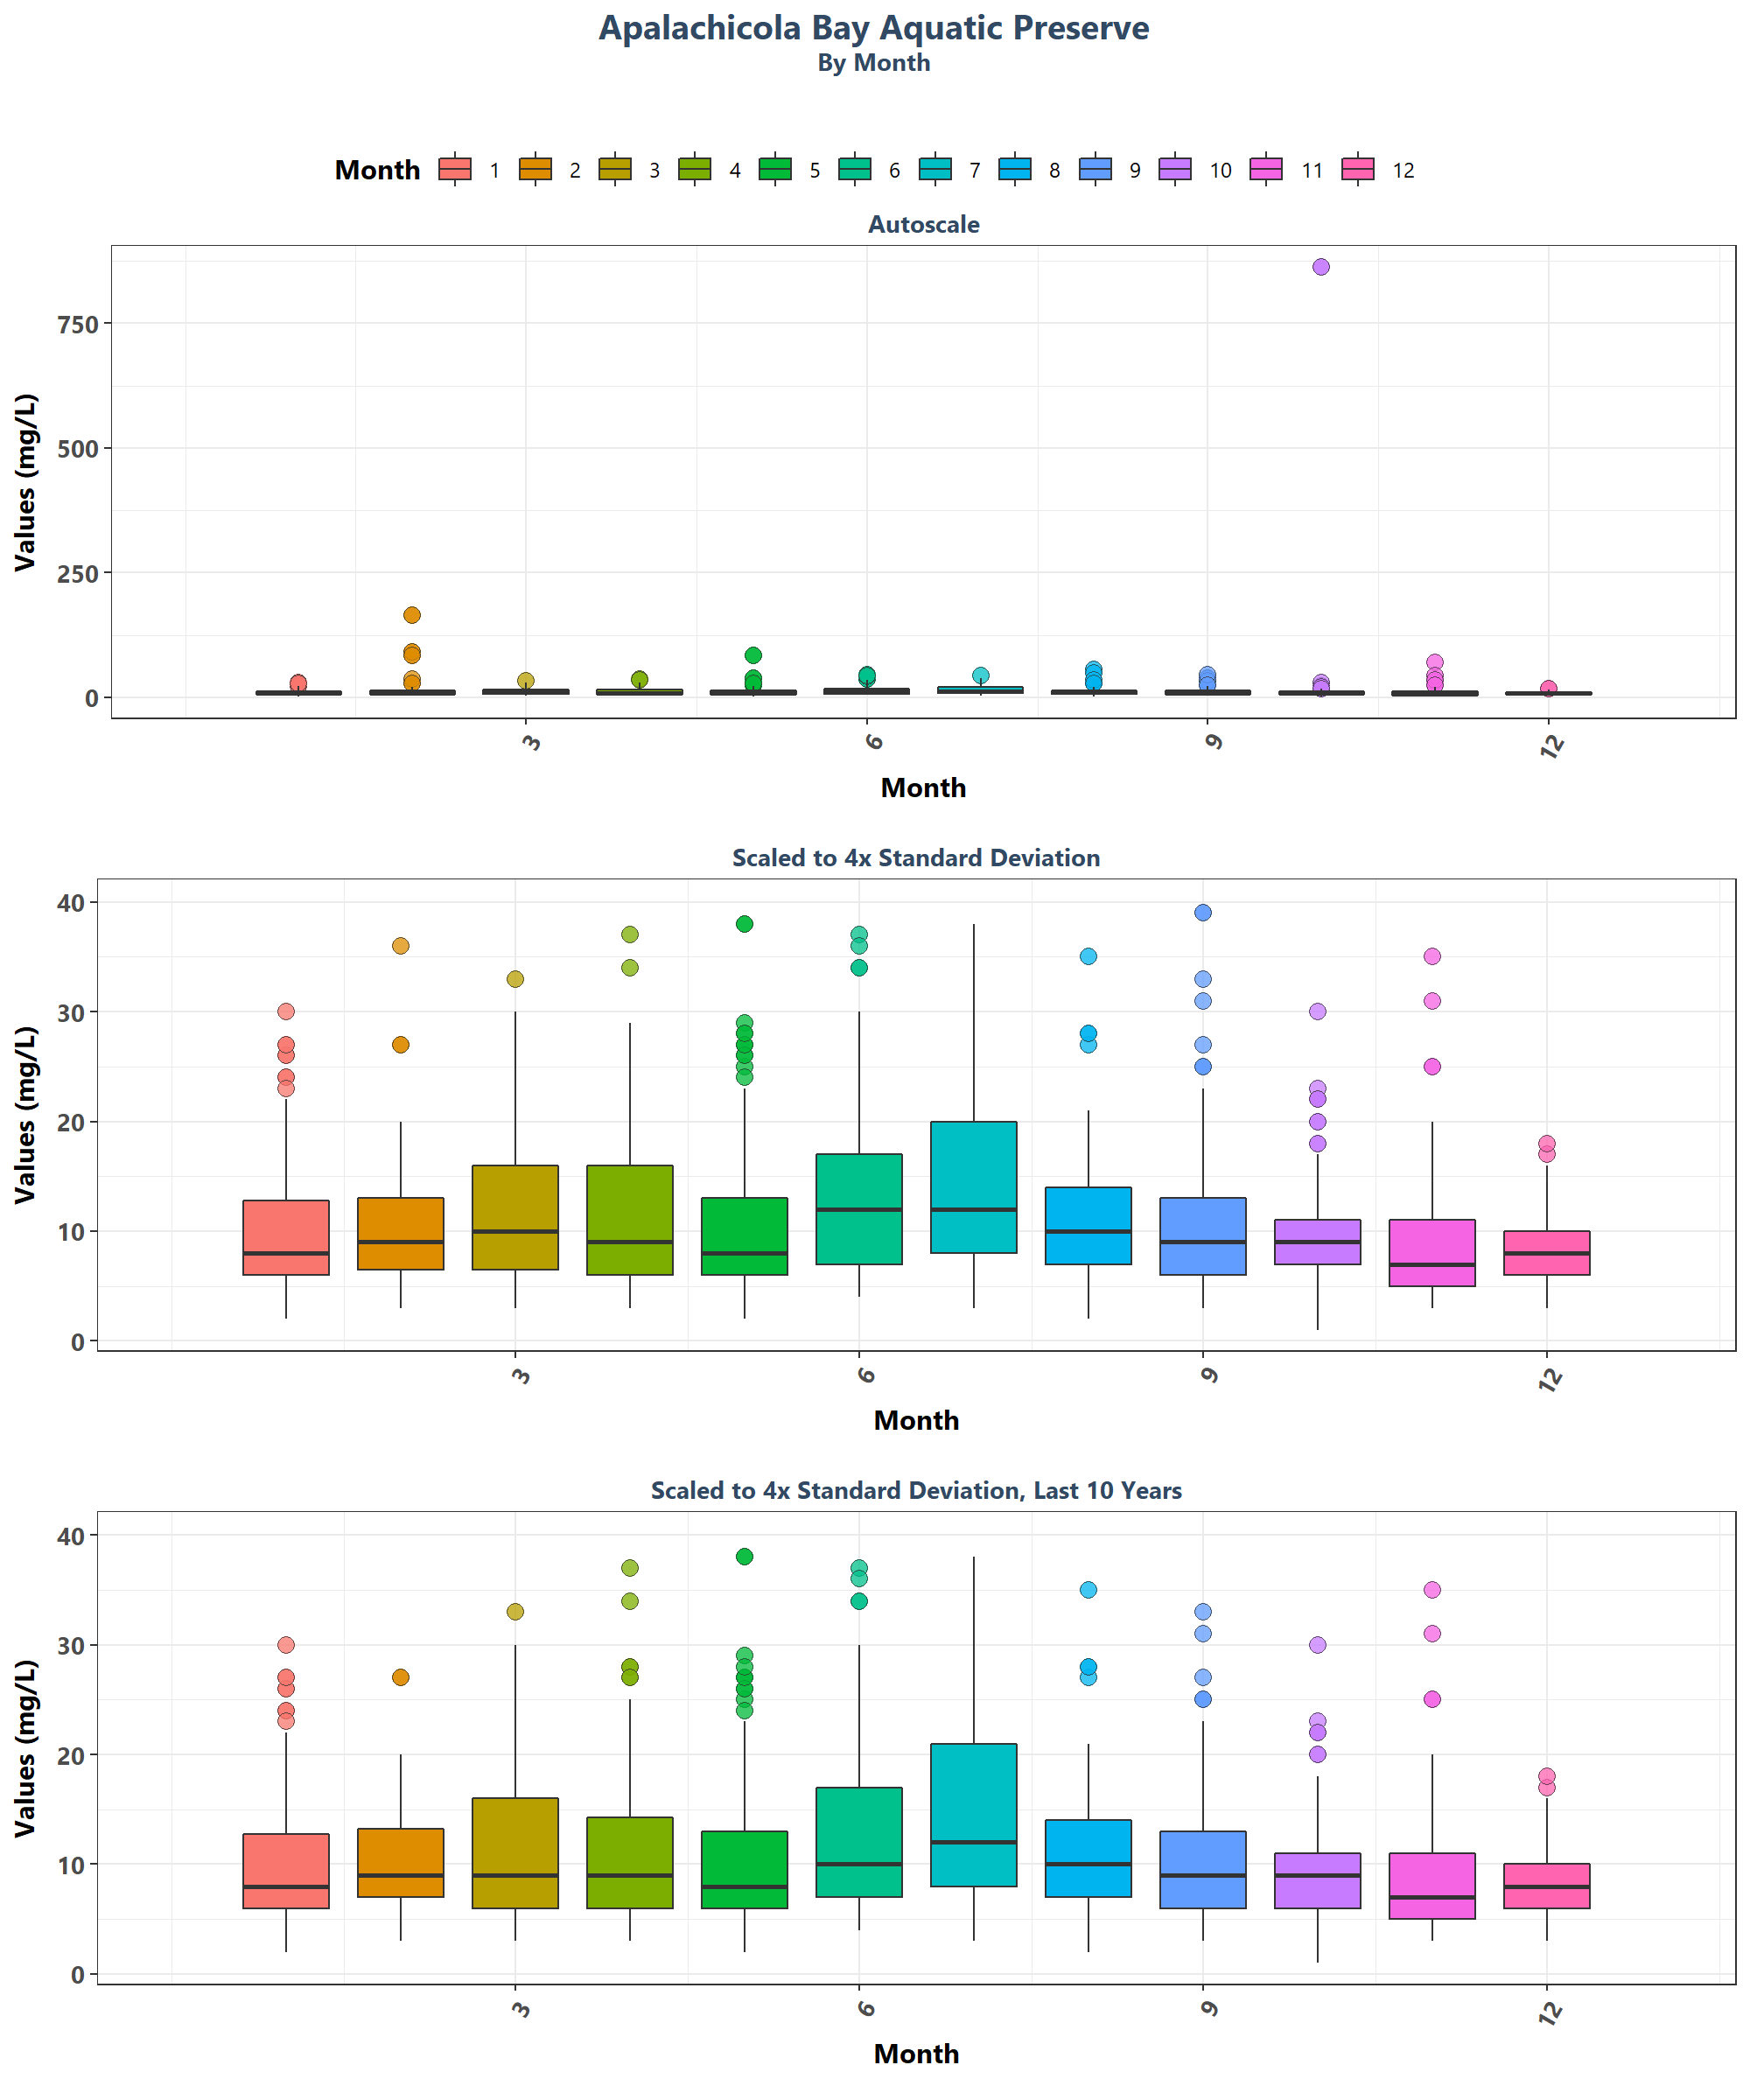 Apalachicola Bay Aquatic Preserve
By Month
Month 1 2 3 4 5 6 7 8 9 10 11 12
Autoscale
Values (mg/L)
750
500
250
0
3 6 9 12
Month
Scaled to 4x Standard Deviation
Values (mg/L)
40
30
20
10
0
3 6 9 12
Month
Scaled to 4x Standard Deviation, Last 10 Years
Values (mg/L)
40
30
20
10
0
3 6 9 12
Month